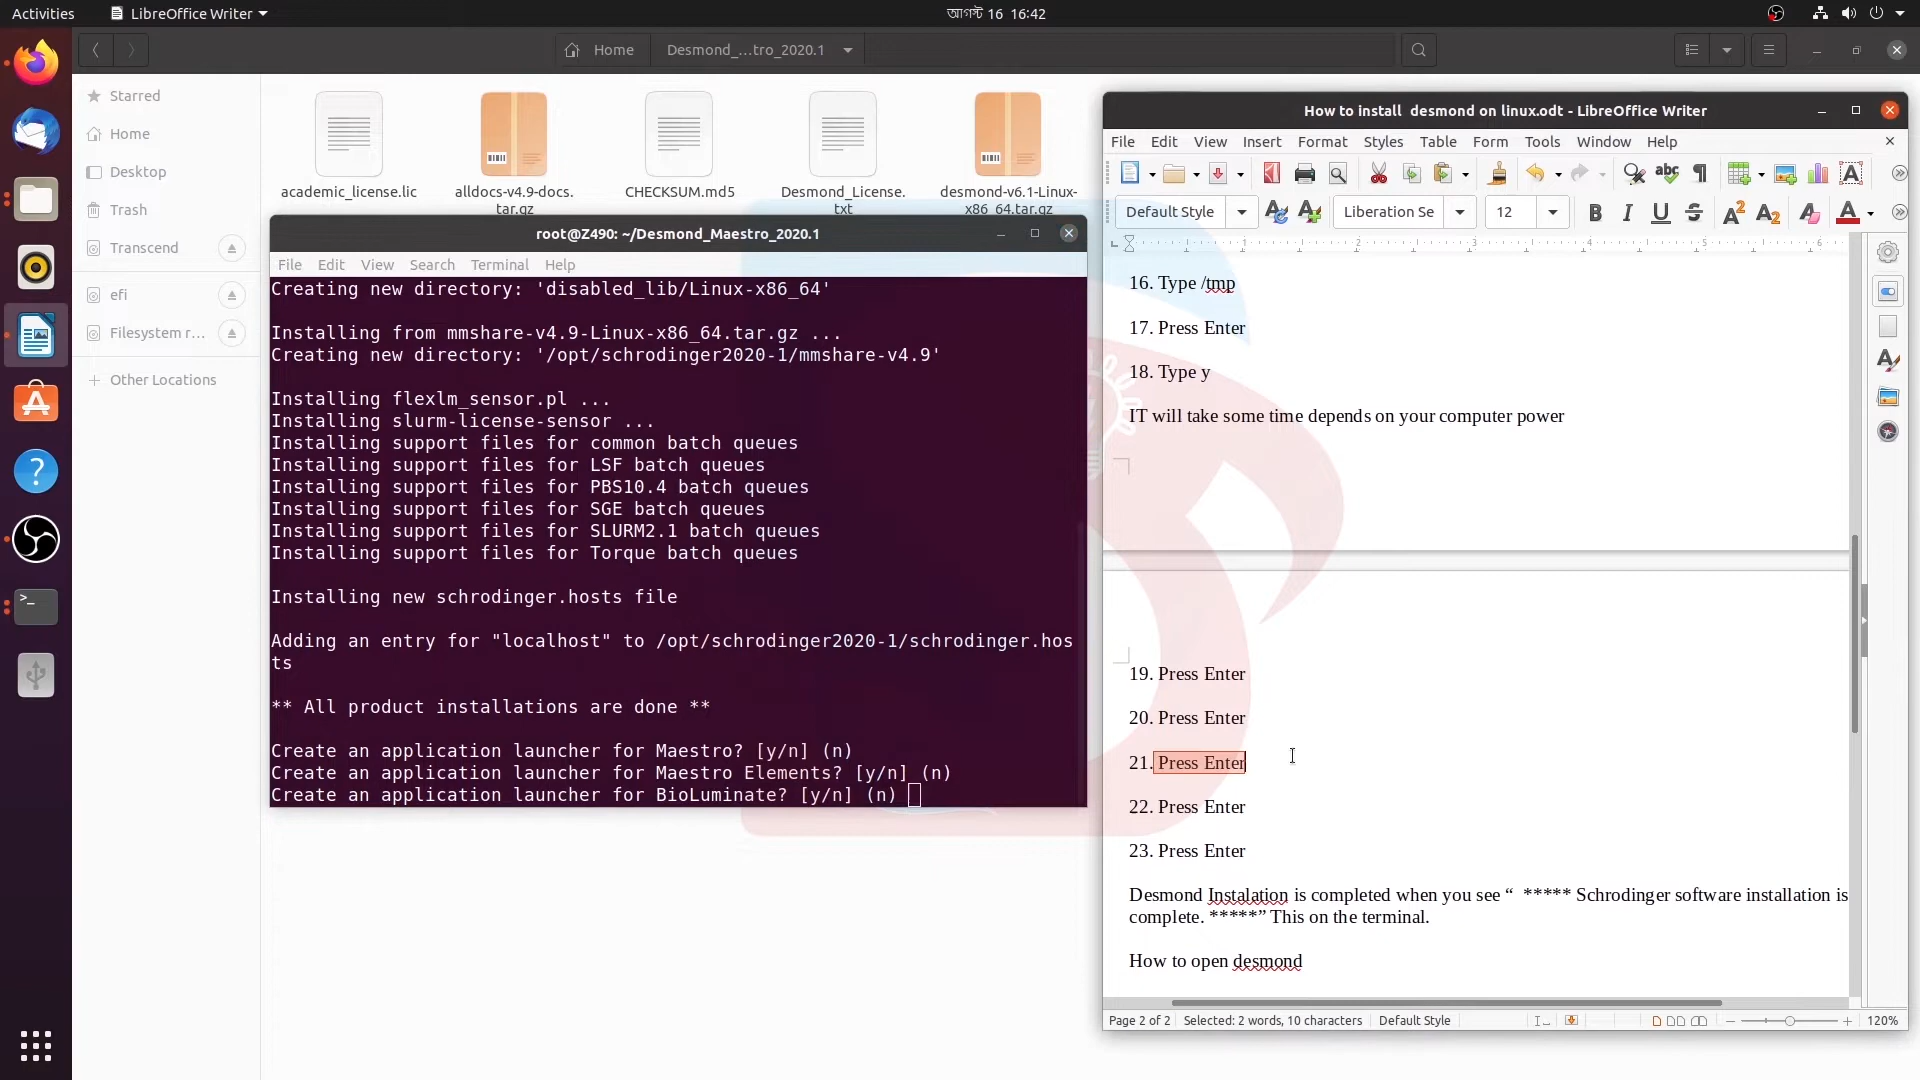 Activities
LibreOffice Writer
আগস্ট 16 16:42
Home
Desmond_...tro_2020.1
Starred
Home
Desktop
Trash
Transcend
efi
Filesystem r...
Other Locations
academic_license.lic
alldocs-v4.9-docs.
tar.gz
CHECKSUM.md5
Desmond_License.
txt
desmond-v6.1-Linux-
x86_64.tar.gz
root@Z490: ~/Desmond_Maestro_2020.1
File Edit View Search Terminal Help
Creating new directory: 'disabled_lib/Linux-x86_64'
Installing from mmshare-v4.9-Linux-x86_64.tar.gz ...
Creating new directory: '/opt/schrodinger2020-1/mmshare-v4.9'
Installing flexlm_sensor.pl ...
Installing slurm-license-sensor ...
Installing support files for common batch queues
Installing support files for LSF batch queues
Installing support files for PBS10.4 batch queues
Installing support files for SGE batch queues
Installing support files for SLURM2.1 batch queues
Installing support files for Torque batch queues
Installing new schrodinger.hosts file
Adding an entry for "localhost" to /opt/schrodinger2020-1/schrodinger.hos
ts
** All product installations are done **
Create an application launcher for Maestro? [y/n] (n)
Create an application launcher for Maestro Elements? [y/n] (n)
Create an application launcher for BioLuminate? [y/n] (n)
How to install  desmond on linux.odt - LibreOffice Writer
File Edit View Insert Format Styles Table Form Tools Window Help
Default Style Liberation Se 12
1 2 3 4 5 6
16. Type /tmp
17. Press Enter
18. Type y
IT will take some time depends on your computer power
19. Press Enter
20. Press Enter
21. Press Enter
22. Press Enter
23. Press Enter
Desmond Instalation is completed when you see “  ***** Schrodinger software installation is
complete. *****” This on the terminal.
How to open desmond
Page 2 of 2 Selected: 2 words, 10 characters Default Style 120%